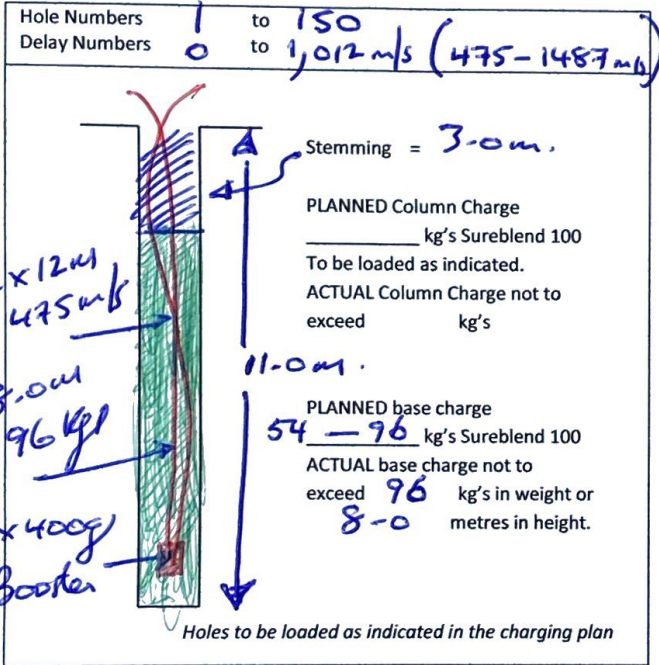 Hole Numbers 1 to 150
Delay Numbers 0 to 1,012 m/s (475-1487 m/s)
Stemming = 3.0m.
PLANNED Column Charge
kg's Sureblend 100
To be loaded as indicated.
ACTUAL Column Charge not to
exceed kg's
x12m
475m/s
11.0m.
.0m
96 kgs
PLANNED base charge
54 - 96 kg's Sureblend 100
ACTUAL base charge not to
exceed 96 kg's in weight or
8-0 metres in height.
x400g
Booster
Holes to be loaded as indicated in the charging plan